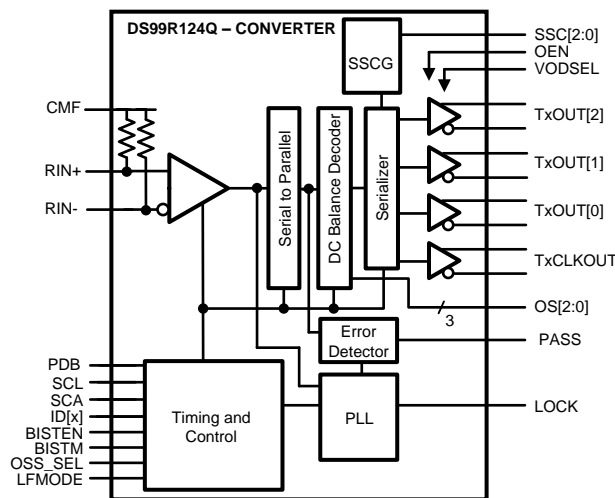 DS99R124Q – CONVERTER
SSC[2:0]
OEN
VODSEL
SSCG
CMF
RIN+
RIN-
Serial to Parallel
DC Balance Decoder
Serializer
TxOUT[2]
TxOUT[1]
TxOUT[0]
TxCLKOUT
OS[2:0]
3
Error
Detector
PASS
PDB
SCL
SCA
ID[x]
BISTEN
BISTM
OSS_SEL
LFMODE
Timing and
Control
PLL
LOCK